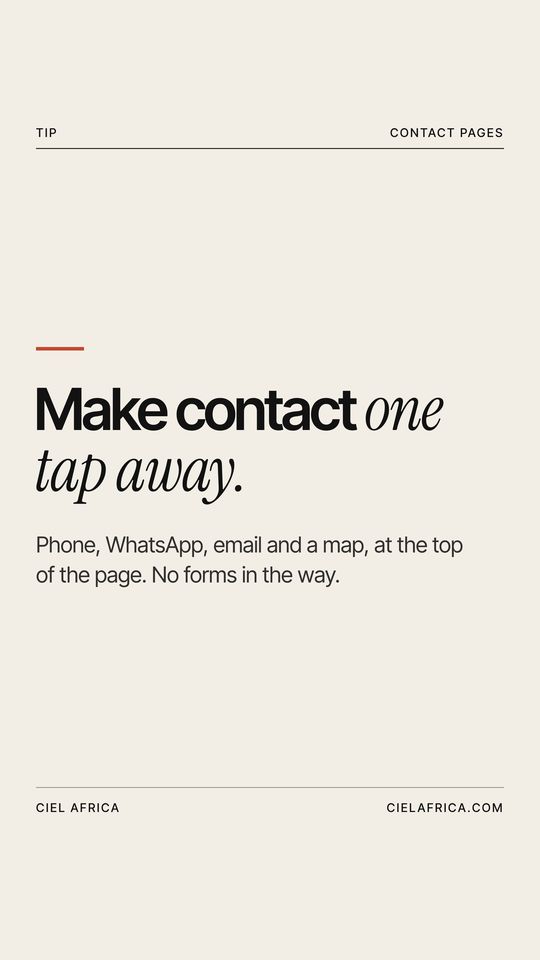 TIP
CONTACT PAGES
Make contact one
tap away.
Phone, WhatsApp, email and a map, at the top
of the page. No forms in the way.
CIEL AFRICA
CIELAFRICA.COM